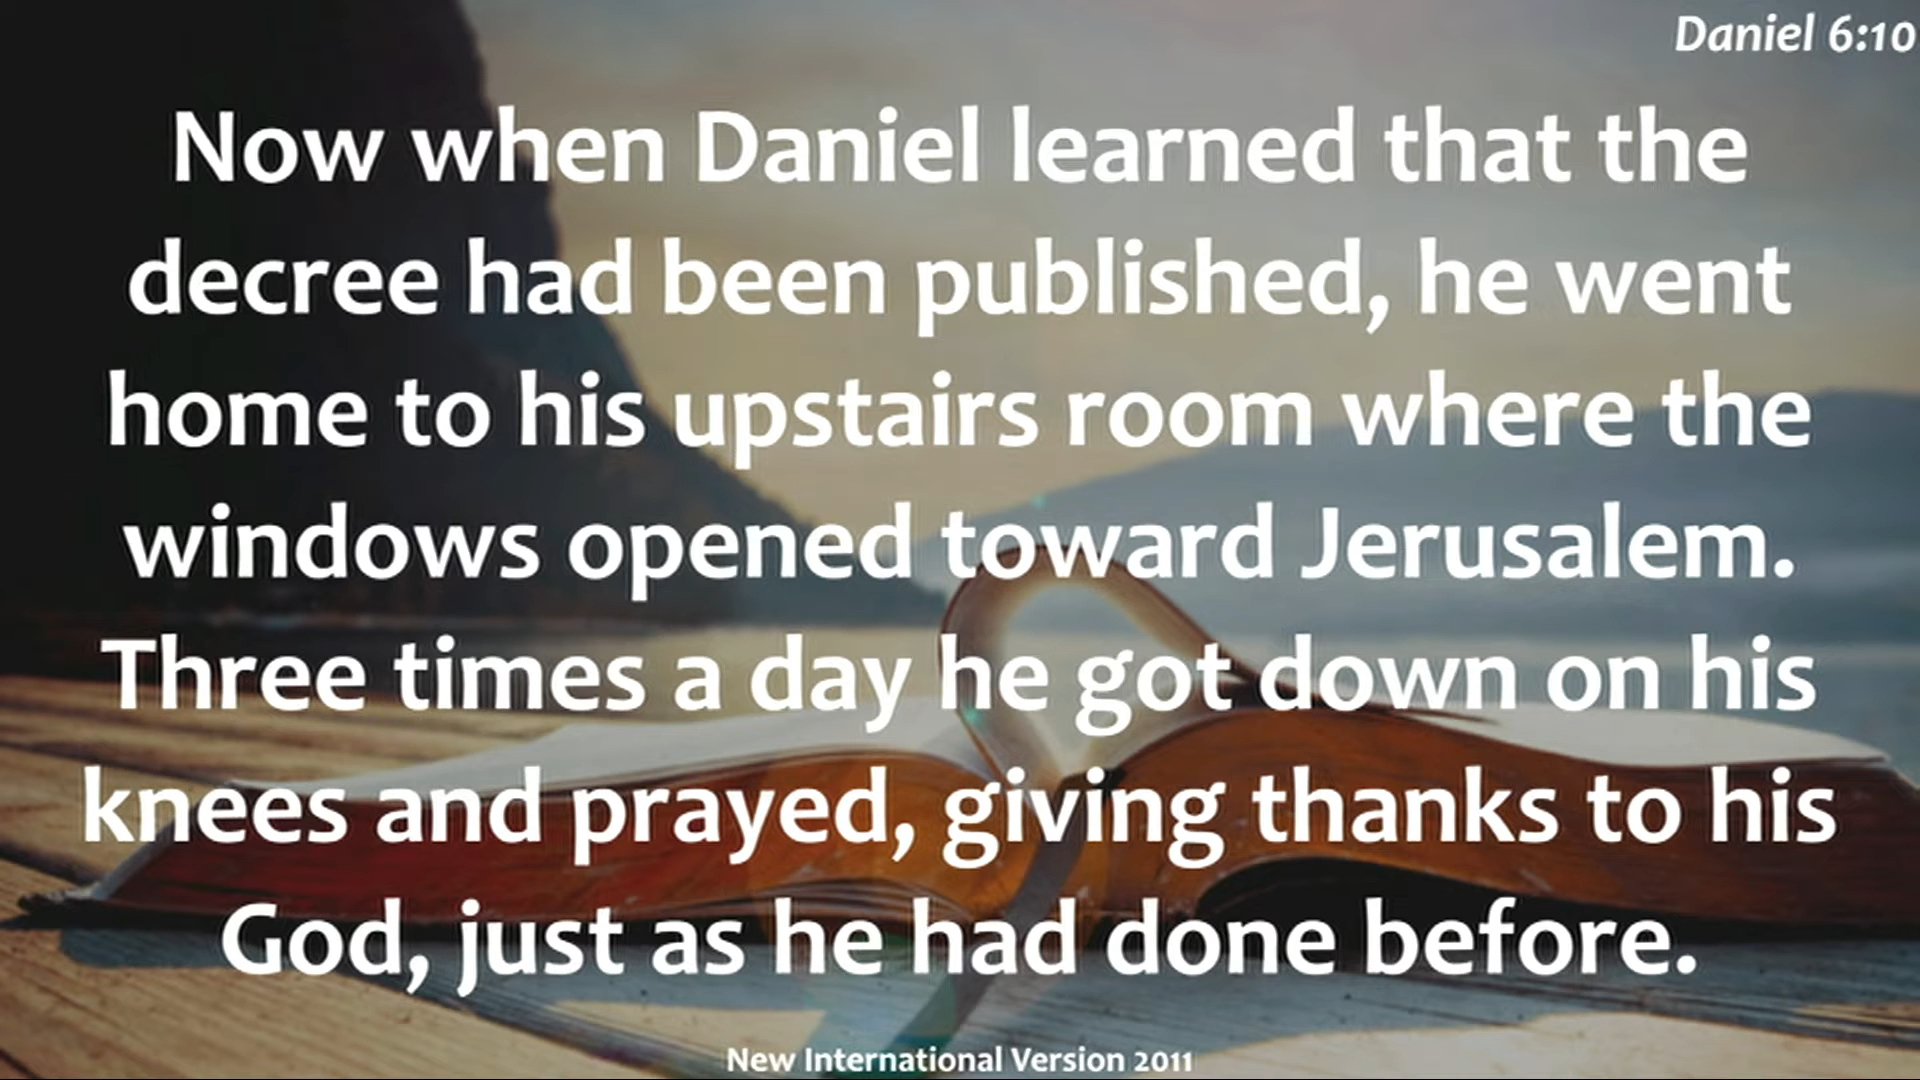 Daniel 6:10
Now when Daniel learned that the
decree had been published, he went
home to his upstairs room where the
windows opened toward Jerusalem.
Three times a day he got down on his
knees and prayed, giving thanks to his
God, just as he had done before.
New International Version 2011